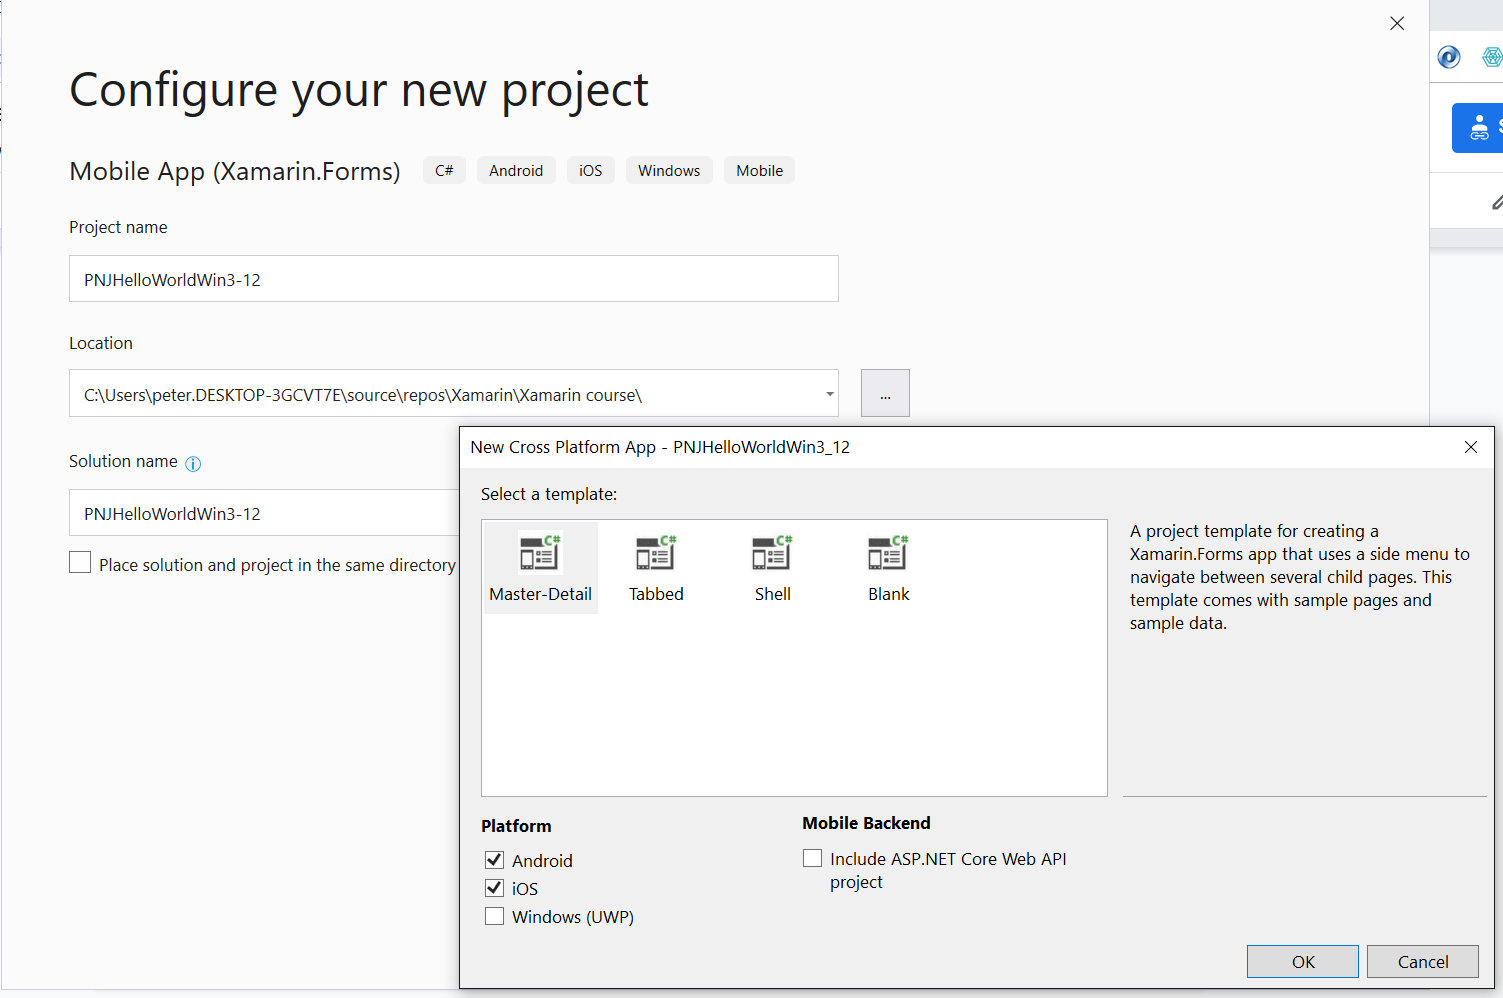 Configure your new project
Mobile App (Xamarin.Forms) C# Android iOS Windows Mobile
Project name
PNJHelloWorldWin3-12
Location
C:\Users\peter.DESKTOP-3GCVT7E\source\repos\Xamarin\Xamarin course\
...
Solution name
PNJHelloWorldWin3-12
Place solution and project in the same directory
New Cross Platform App - PNJHelloWorldWin3_12
Select a template:
C# C# C# C#
Master-Detail Tabbed Shell Blank
A project template for creating a
Xamarin.Forms app that uses a side menu to
navigate between several child pages. This
template comes with sample pages and
sample data.
Platform
Android
iOS
Windows (UWP)
Mobile Backend
Include ASP.NET Core Web API
project
OK Cancel